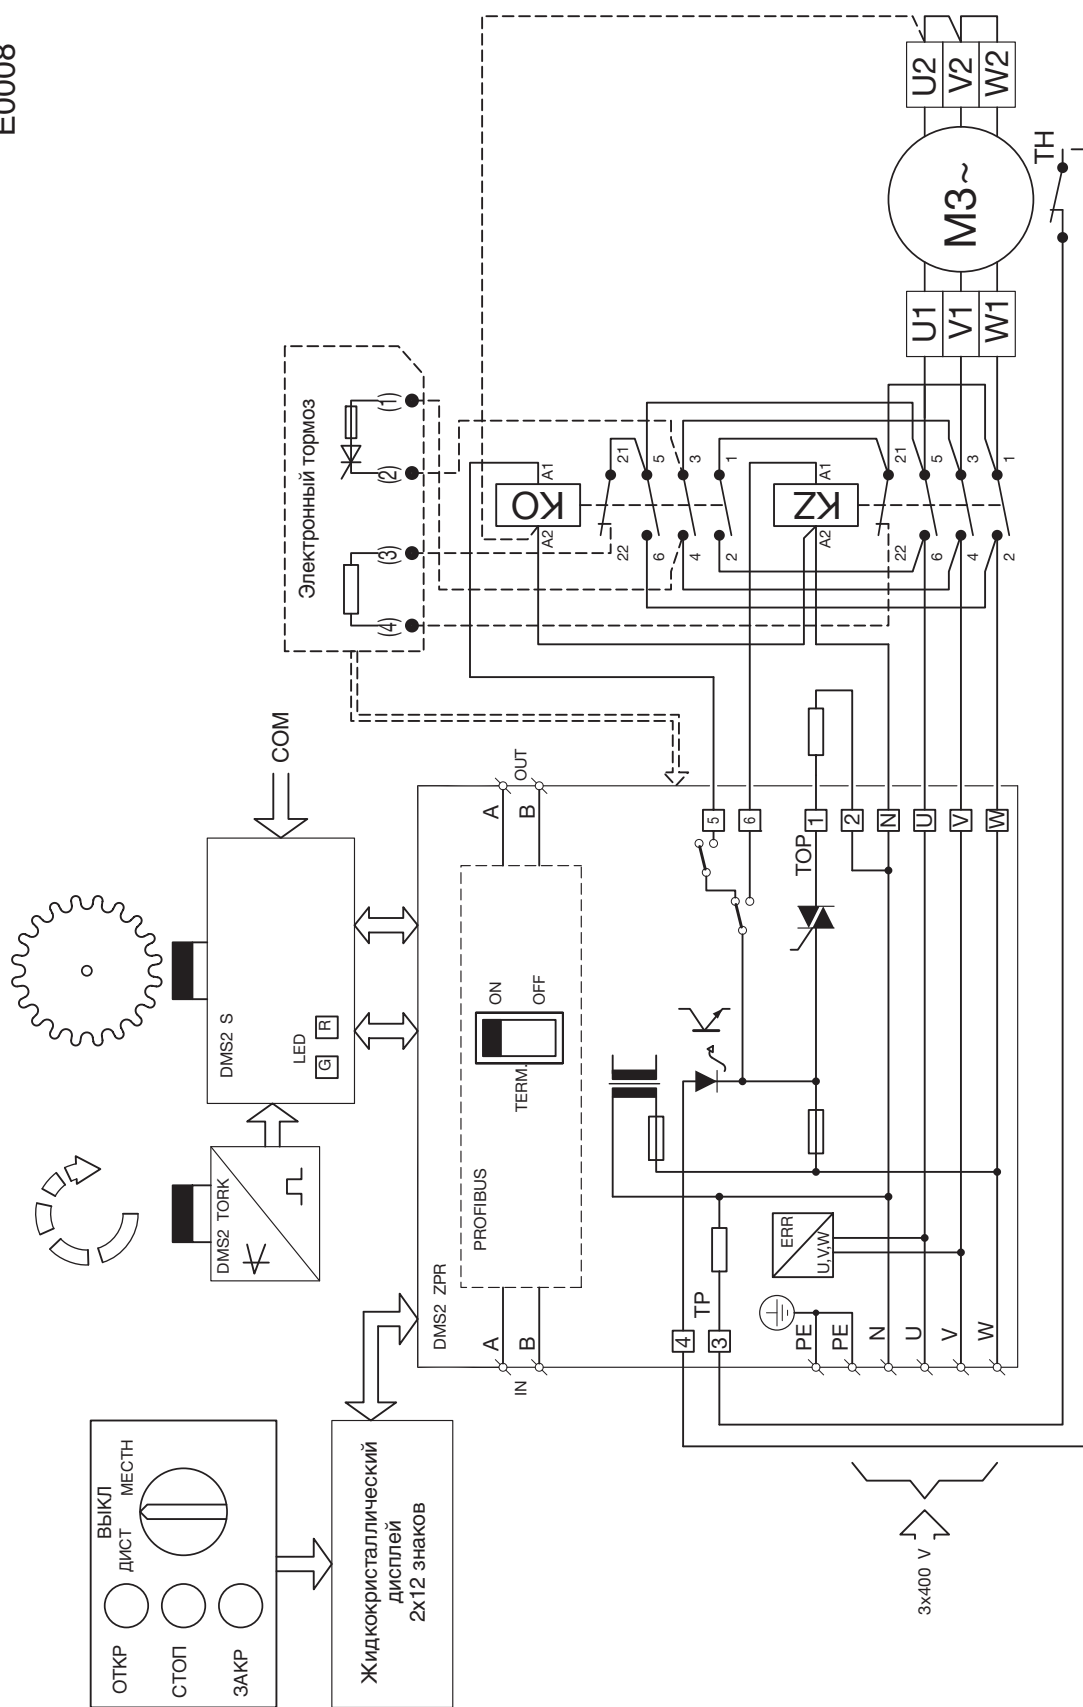 E0008
ОТКР
СТОП
ЗАКР
ДИСТ
ВЫКЛ
МЕСТН
Жидкокристаллический
дисплей
2x12 знаков
DMS2 TORK
DMS2 S
LED
G
R
COM
DMS2 ZPR
PROFIBUS
TERM.
ON
OFF
IN
A
B
A
B
OUT
Электронный тормоз
(4)
(3)
(2)
(1)
4
3
TP
ERR
U,V,W
PE
PE
N
U
V
W
3x400 V
TOP
5
6
1
2
N
U
V
W
KO
A2
A1
22
21
6
5
4
3
2
1
KZ
A2
A1
22
21
6
5
4
3
2
1
U1
V1
W1
M3~
U2
V2
W2
TH